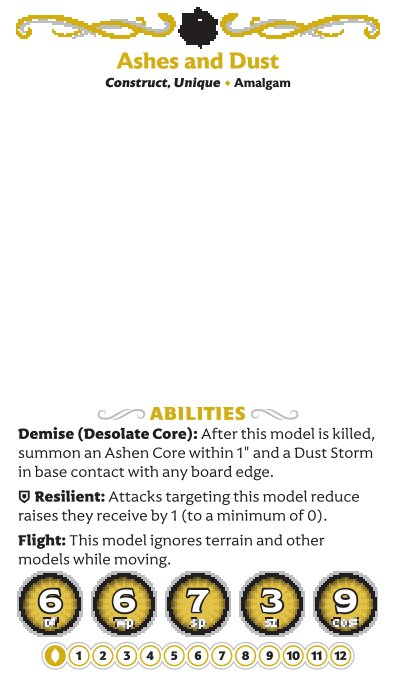 Ashes and Dust
Construct, Unique ⬥ Amalgam
ABILITIES
Demise (Desolate Core): After this model is killed,
summon an Ashen Core within 1" and a Dust Storm
in base contact with any board edge.
Resilient: Attacks targeting this model reduce
raises they receive by 1 (to a minimum of 0).
Flight: This model ignores terrain and other
models while moving.
6 6 7 3 9
wp sp
1 2 3 4 5 6 7 8 9 10 11 12